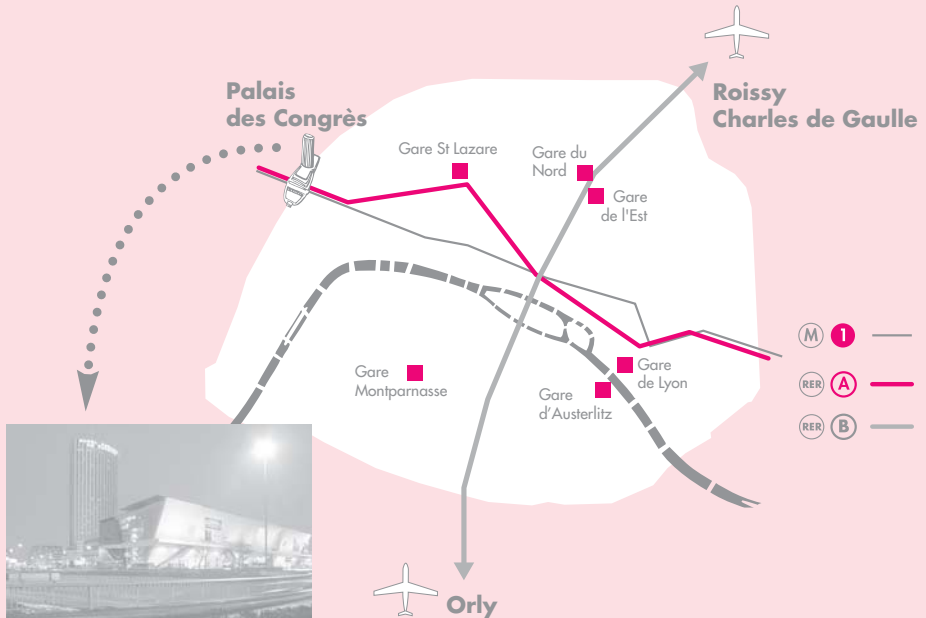 Palais
des Congrès
Roissy
Charles de Gaulle
Gare St Lazare
Gare du
Nord
Gare
de l'Est
Gare
Montparnasse
Gare
de Lyon
Gare
d'Austerlitz
M 1
RER A
RER B
Orly